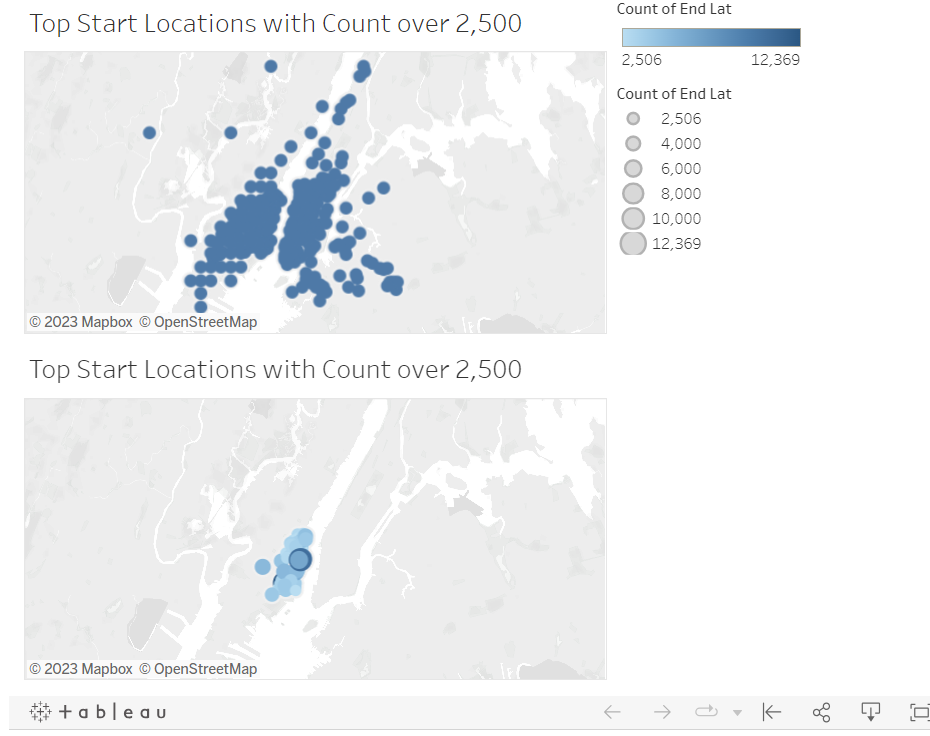 Top Start Locations with Count over 2,500
© 2023 Mapbox © OpenStreetMap
Count of End Lat
2,506 12,369
Count of End Lat
2,506
4,000
6,000
8,000
10,000
12,369
Top Start Locations with Count over 2,500
© 2023 Mapbox © OpenStreetMap
+ a b l e a u